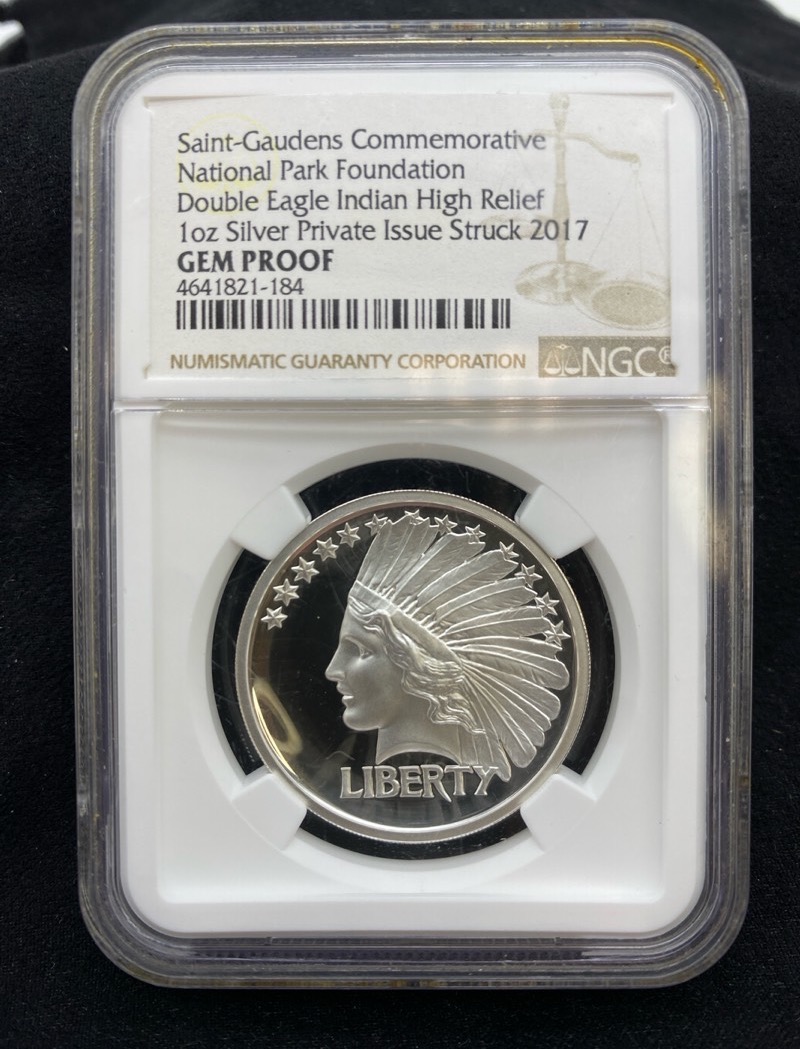 Saint-Gaudens Commemorative
National Park Foundation
Double Eagle Indian High Relief
1oz Silver Private Issue Struck 2017
GEM PROOF
4641821-184
NUMISMATIC GUARANTY CORPORATION
NGC®
LIBERTY